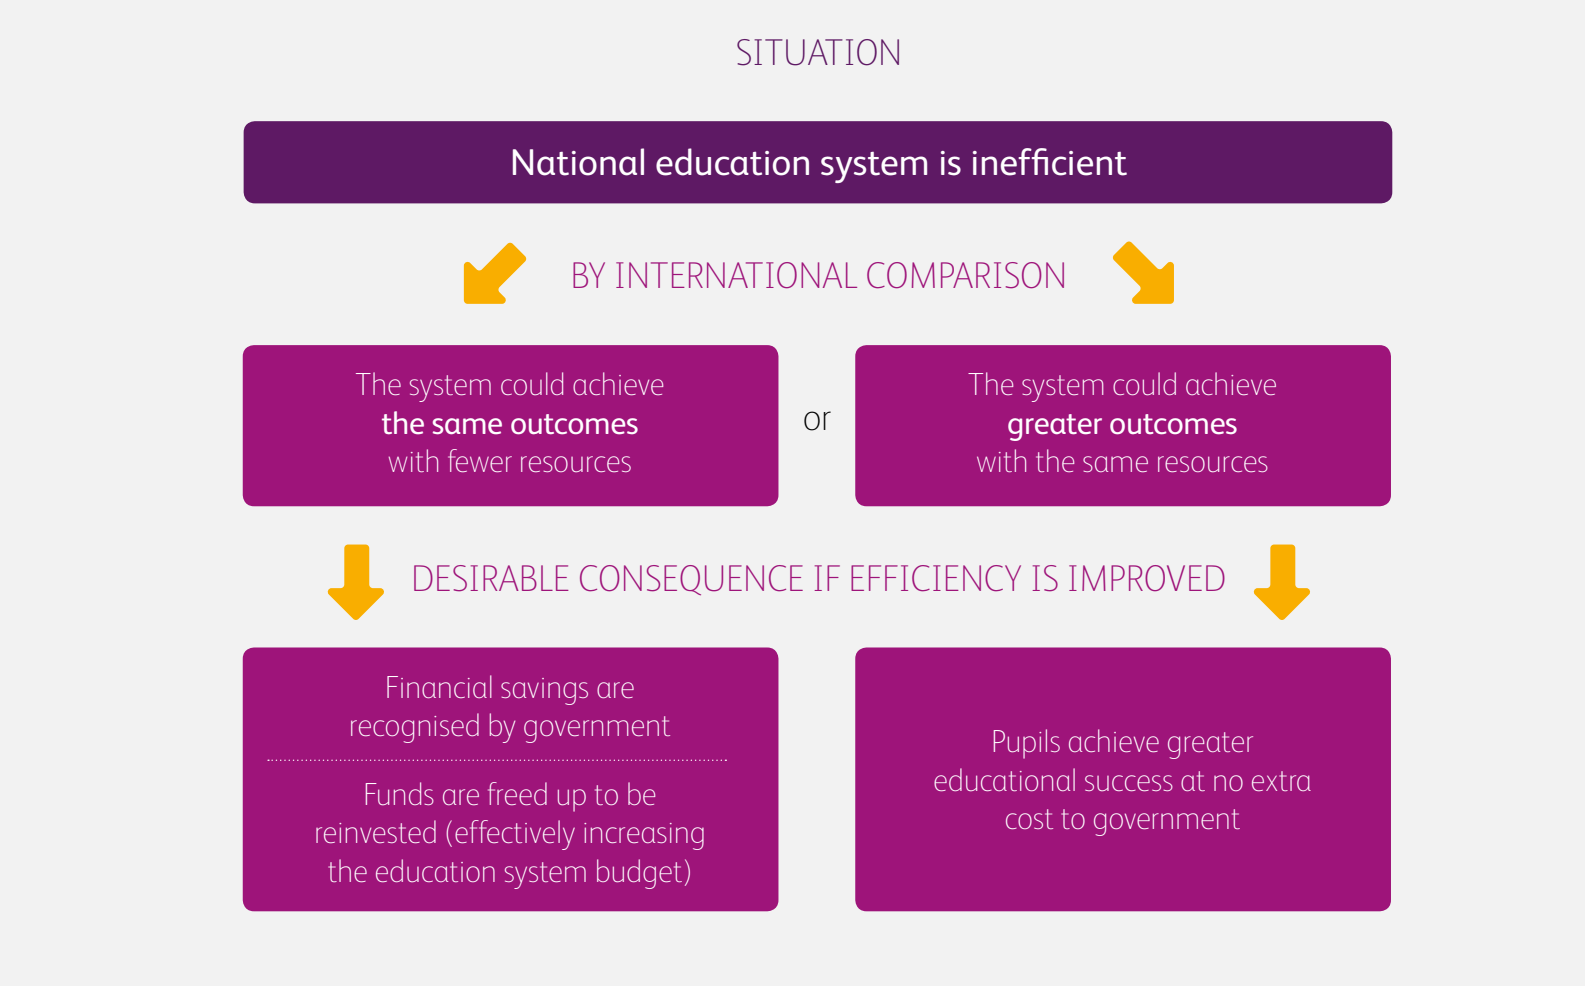 SITUATION
National education system is inefficient
BY INTERNATIONAL COMPARISON
The system could achieve
the same outcomes
with fewer resources
or
The system could achieve
greater outcomes
with the same resources
DESIRABLE CONSEQUENCE IF EFFICIENCY IS IMPROVED
Financial savings are
recognised by government
Funds are freed up to be
reinvested (effectively increasing
the education system budget)
Pupils achieve greater
educational success at no extra
cost to government